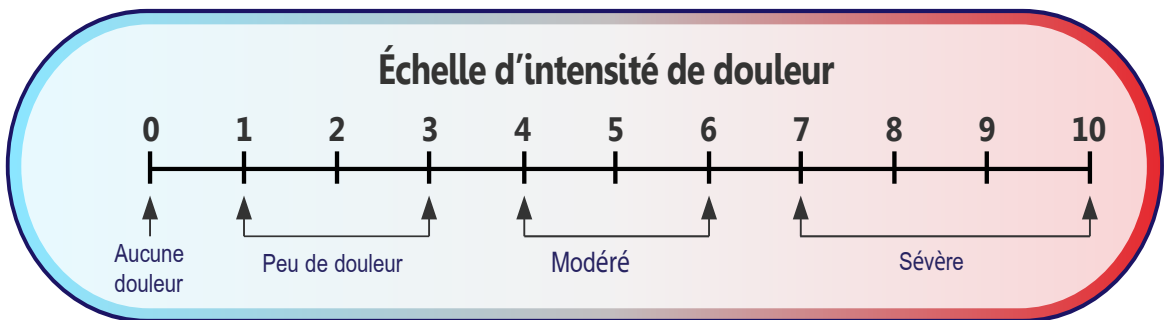 Échelle d’intensité de douleur
0 1 2 3 4 5 6 7 8 9 10
Aucune
douleur
Peu de douleur
Modéré
Sévère